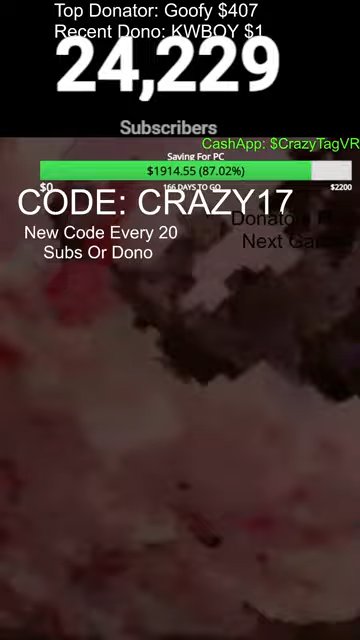 Top Donator: Goofy $407
Recent Dono: KWBOY $1
24,229
Subscribers
CashApp: $CrazyTagVR
Saving For PC
$1914.55 (87.02%)
$0 166 DAYS TO GO $2200
CODE: CRAZY17
New Code Every 20
Subs Or Dono
Next